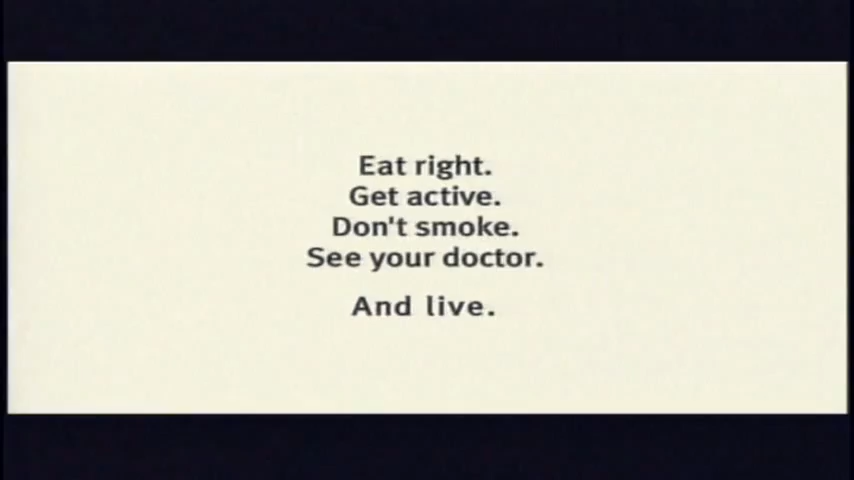 Eat right.
Get active.
Don't smoke.
See your doctor.
And live.